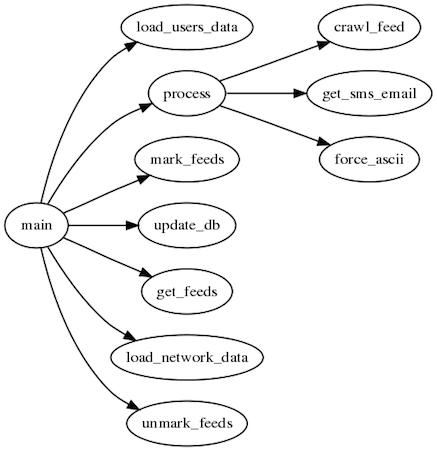 load_users_data
crawl_feed
process
get_sms_email
mark_feeds
force_ascii
main
update_db
get_feeds
load_network_data
unmark_feeds